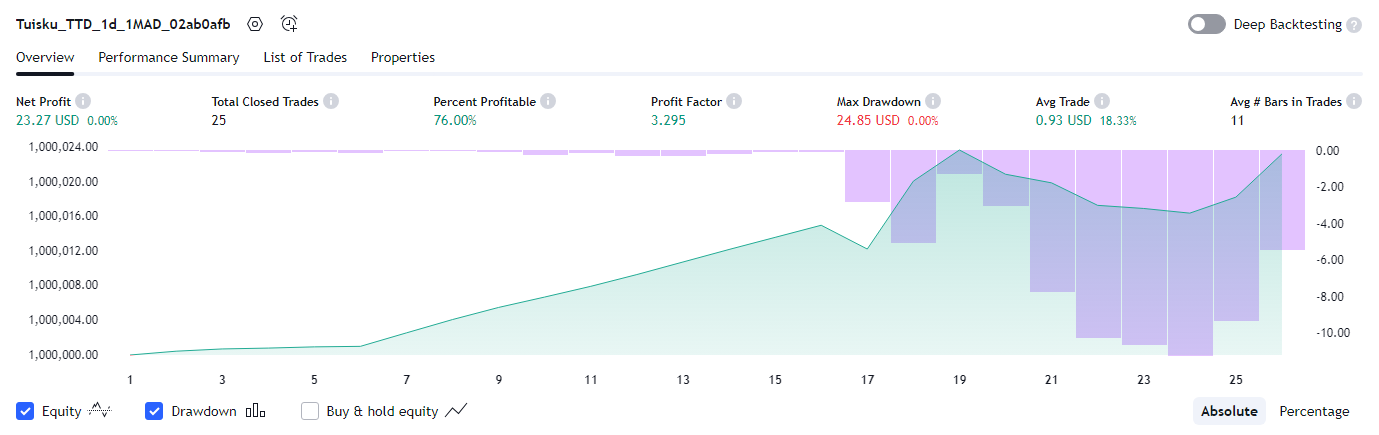 Tuisku_TTD_1d_1MAD_02ab0afb
Deep Backtesting ?
Overview Performance Summary List of Trades Properties
Net Profit i Total Closed Trades i Percent Profitable i Profit Factor i Max Drawdown i Avg Trade i Avg # Bars in Trades i
23.27 USD 0.00% 25 76.00% 3.295 24.85 USD 0.00% 0.93 USD 18.33% 11
1,000,024.00 0.00
1,000,020.00 -2.00
1,000,016.00 -4.00
1,000,012.00 -6.00
1,000,008.00 -8.00
1,000,004.00 -10.00
1,000,000.00
1 3 5 7 9 11 13 15 17 19 21 23 25
Equity Drawdown Buy & hold equity Absolute Percentage